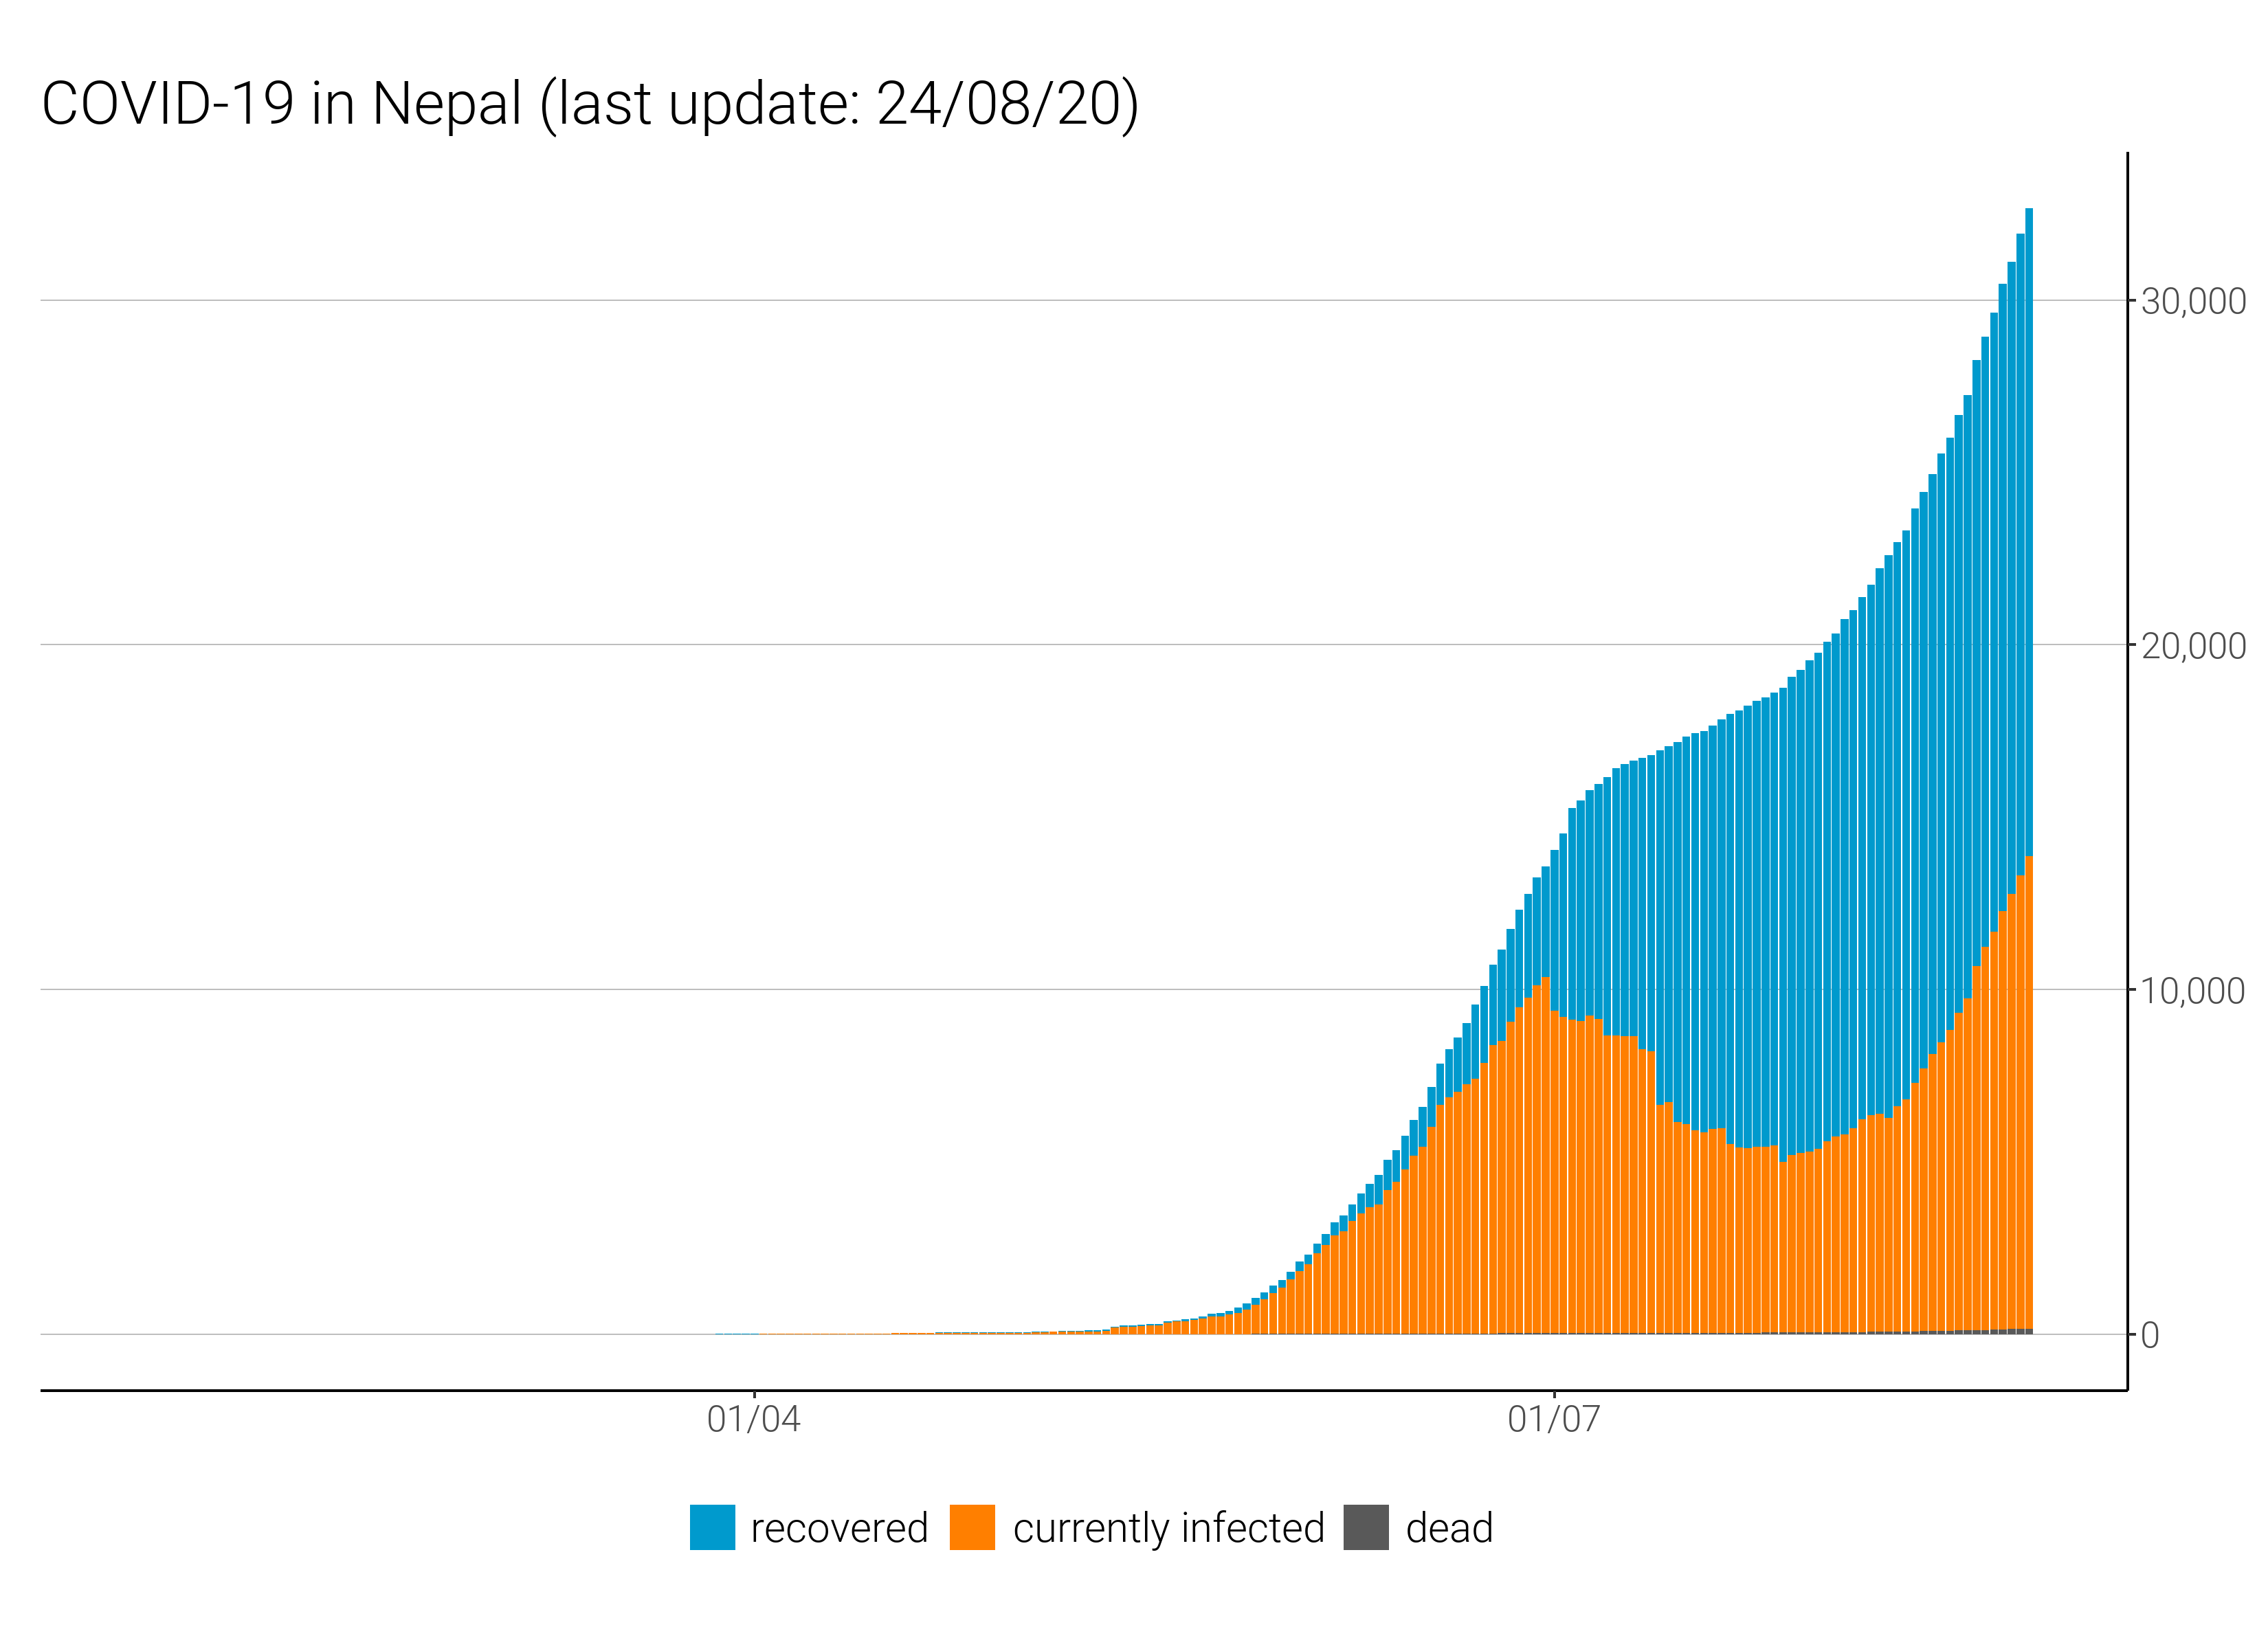 COVID-19 in Nepal (last update: 24/08/20)
30,000
20,000
10,000
0
01/04 01/07
recovered currently infected dead